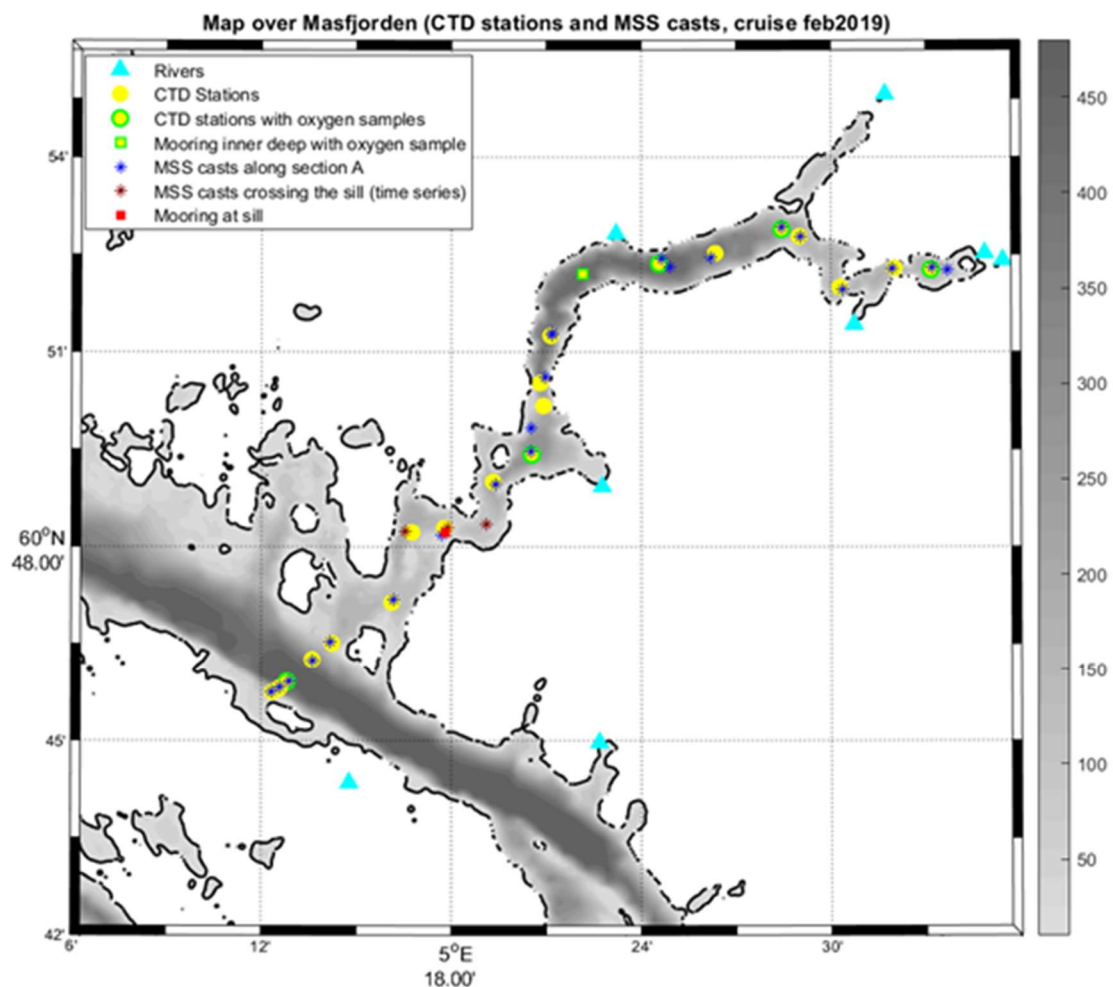 Map over Masfjorden (CTD stations and MSS casts, cruise feb2019)
Rivers
CTD Stations
CTD stations with oxygen samples
Mooring inner deep with oxygen sample
MSS casts along section A
MSS casts crossing the sill (time series)
Mooring at sill
54'
51'
60°N
48.00'
45'
42'
6'
12'
5°E
18.00'
24'
30'
450
400
350
300
250
200
150
100
50